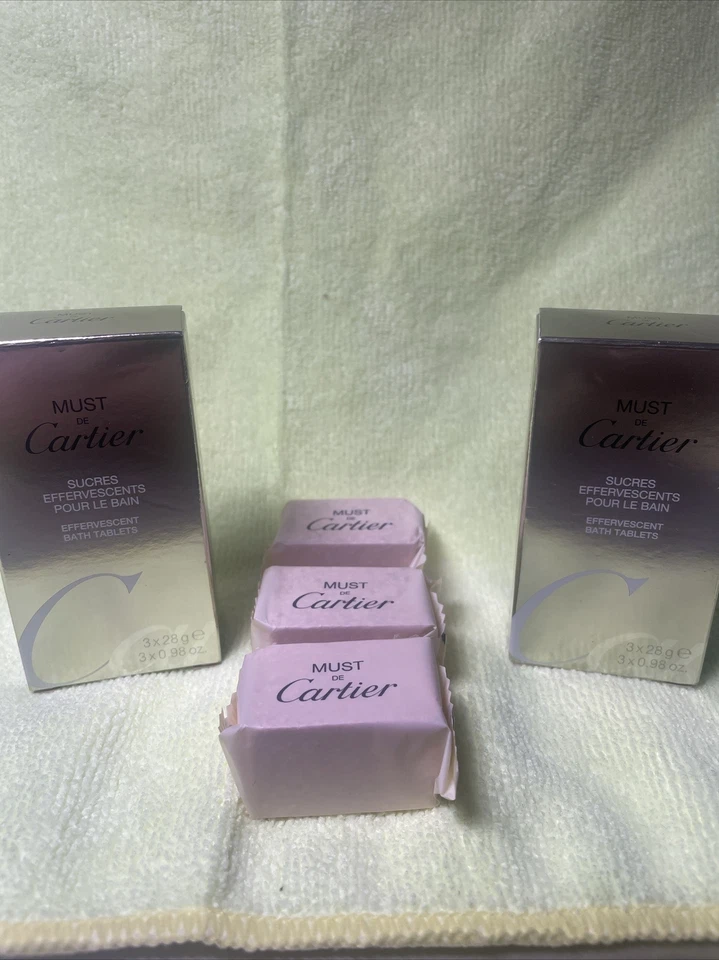 Cartier
MUST
DE
Cartier
SUCRES
EFFERVESCENTS
POUR LE BAIN
EFFERVESCENT
BATH TABLETS
C
3 x 28 g e
3 x 0.98 oz.
MUST
DE
Cartier
MUST
DE
Cartier
MUST
DE
Cartier
Cartier
MUST
DE
Cartier
SUCRES
EFFERVESCENTS
POUR LE BAIN
EFFERVESCENT
BATH TABLETS
C
3 x 28 g e
3 x 0.98 oz.